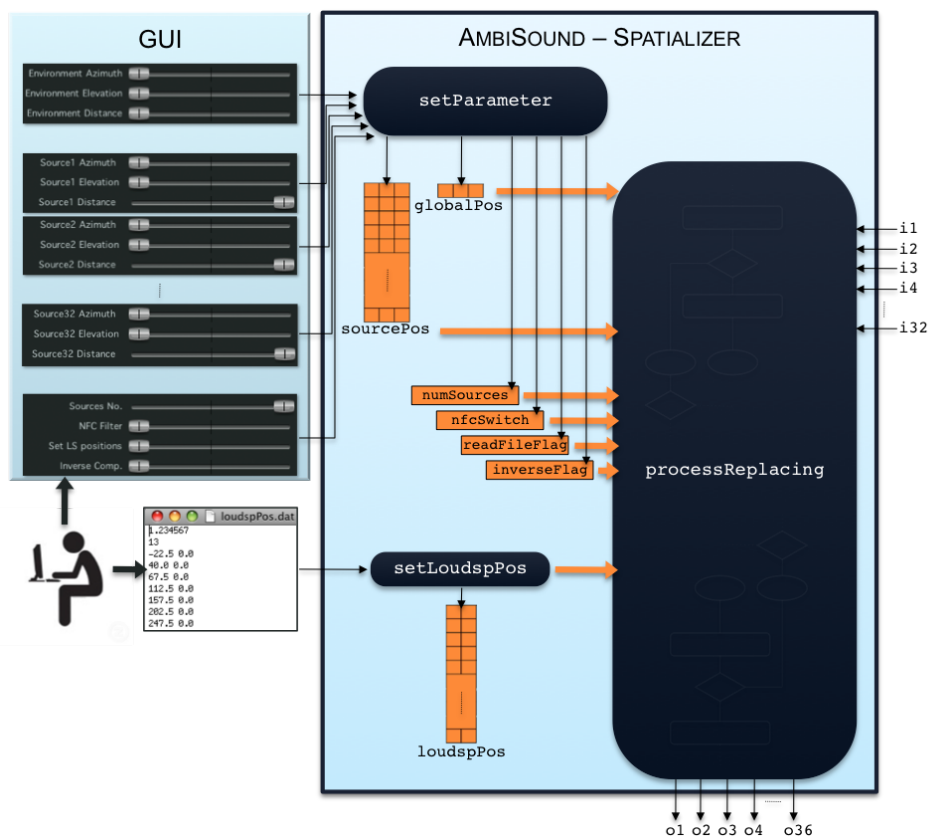 GUI
AMBISOUND – SPATIALIZER
Environment Azimuth
Environment Elevation
Environment Distance
setParameter
Source1 Azimuth
Source1 Elevation
Source1 Distance
globalPos
Source2 Azimuth
Source2 Elevation
Source2 Distance
i1
i2
i3
i4
i32
Source32 Azimuth
Source32 Elevation
Source32 Distance
sourcePos
numSources
nfcSwitch
readFileFlag
inverseFlag
processReplacing
Sources No.
NFC Filter
Set LS positions
Inverse Comp.
loudspPos.dat
1.234567
13
-22.5 0.0
40.0 0.0
67.5 0.0
112.5 0.0
157.5 0.0
202.5 0.0
247.5 0.0
setLoudspPos
loudspPos
o1 o2 o3 o4 o36